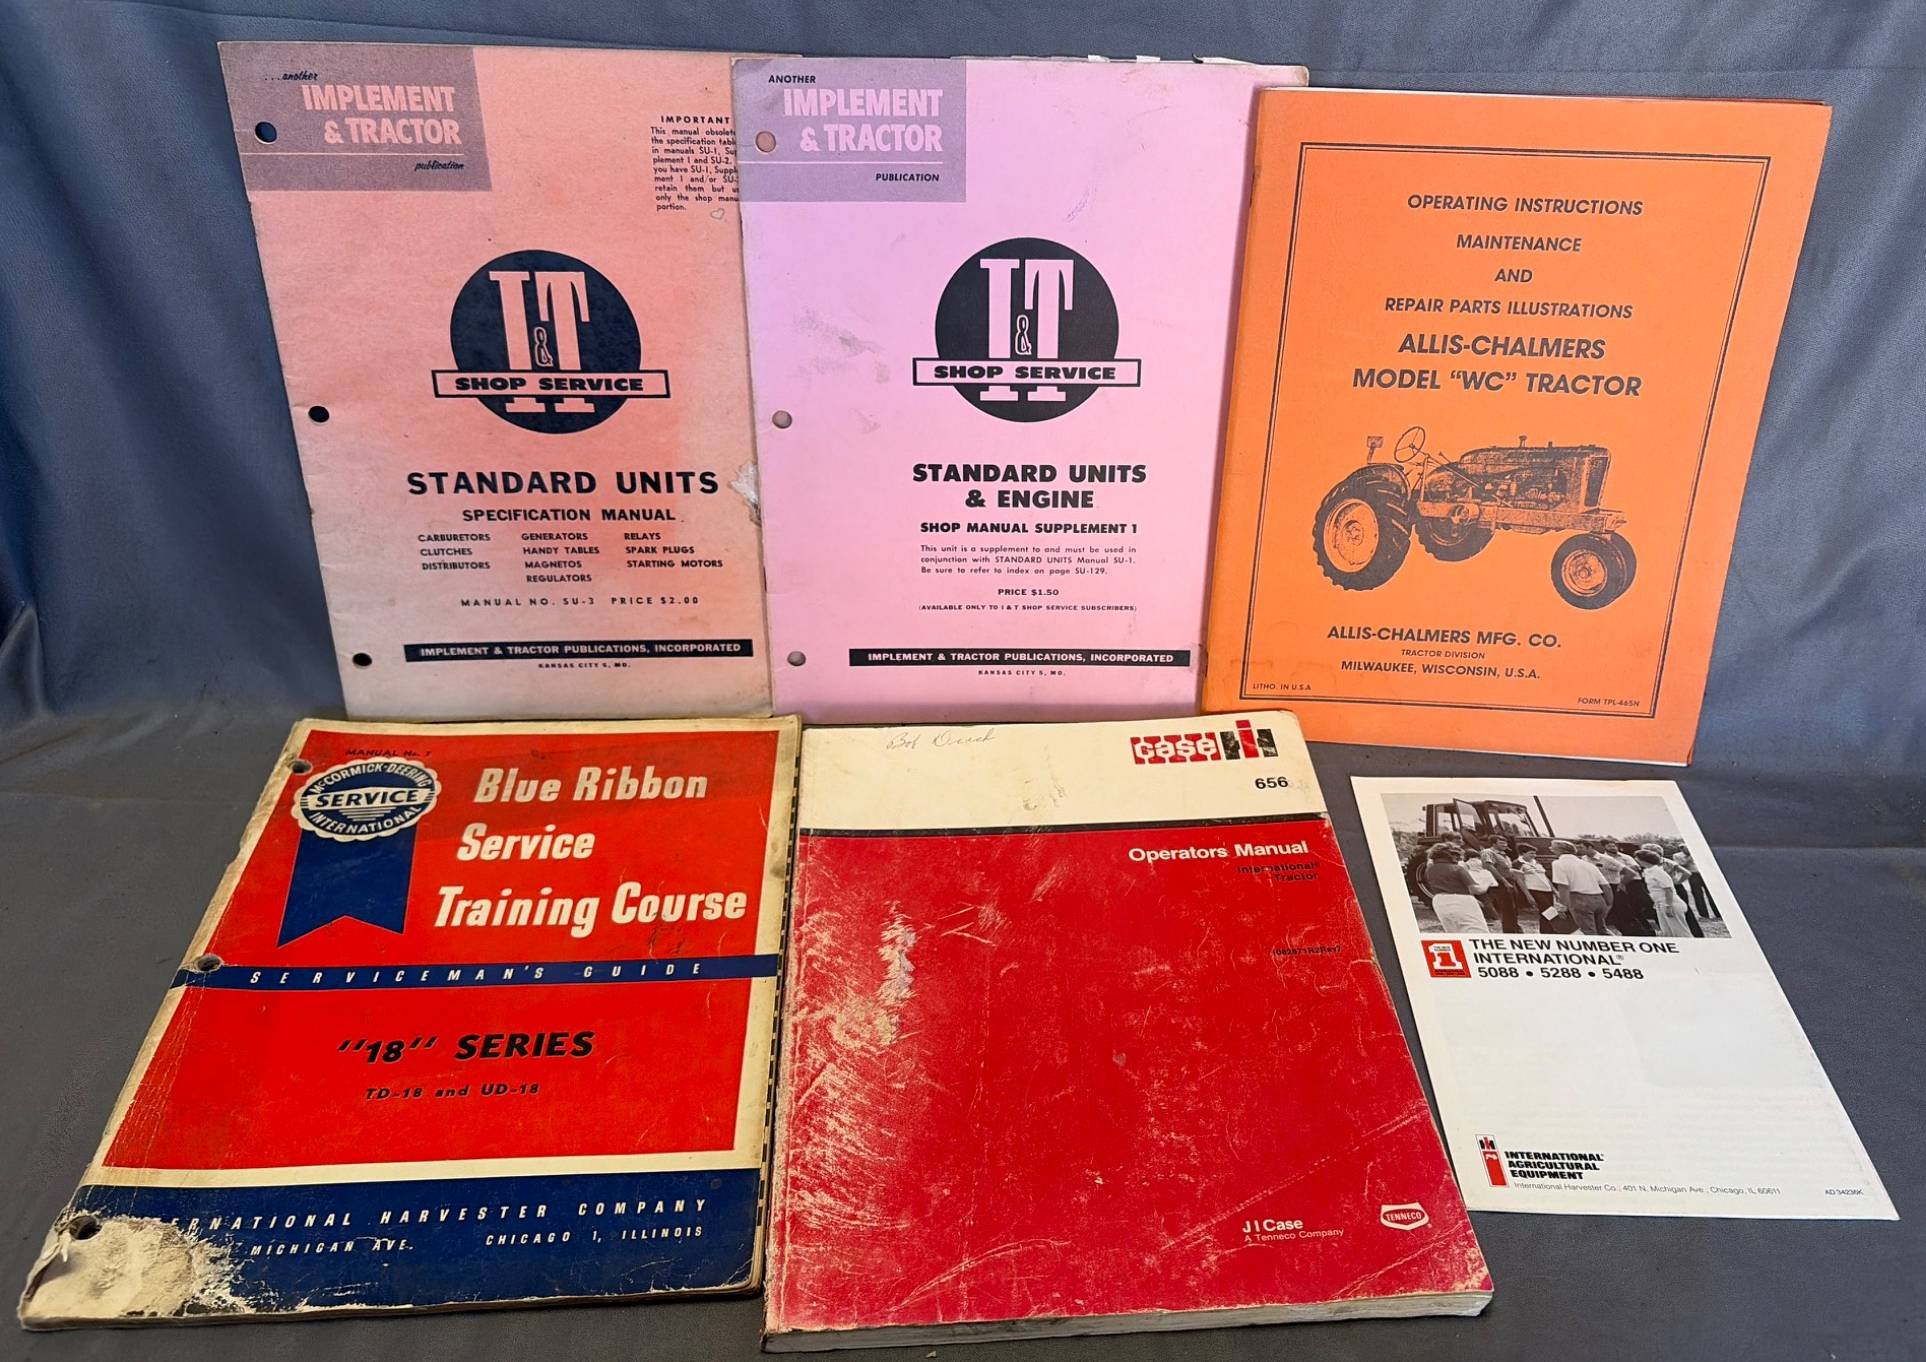 ...another
IMPLEMENT
& TRACTOR
publication
IMPORTANT
This manual obsolete
the specification tabl
in manuals SU-1, Sup
plement 1 and SU-2.
you have SU-1, Supple
ment 1 and/or SU-
retain them but u
only the shop manu
portion.
I&T
SHOP SERVICE
STANDARD UNITS
SPECIFICATION MANUAL
CARBURETORS GENERATORS RELAYS
CLUTCHES HANDY TABLES SPARK PLUGS
DISTRIBUTORS MAGNETOS STARTING MOTORS
REGULATORS
MANUAL NO. SU-3 PRICE $2.00
IMPLEMENT & TRACTOR PUBLICATIONS, INCORPORATED
KANSAS CITY 5, MO.
ANOTHER
IMPLEMENT
& TRACTOR
PUBLICATION
I&T
SHOP SERVICE
STANDARD UNITS
& ENGINE
SHOP MANUAL SUPPLEMENT 1
This unit is a supplement to and must be used in
conjunction with STANDARD UNITS Manual SU-1.
Be sure to refer to index on page SU-129.
PRICE $1.50
(AVAILABLE ONLY TO I & T SHOP SERVICE SUBSCRIBERS)
IMPLEMENT & TRACTOR PUBLICATIONS, INCORPORATED
KANSAS CITY 5, MO.
OPERATING INSTRUCTIONS
MAINTENANCE
AND
REPAIR PARTS ILLUSTRATIONS
ALLIS-CHALMERS
MODEL "WC" TRACTOR
ALLIS-CHALMERS MFG. CO.
TRACTOR DIVISION
MILWAUKEE, WISCONSIN, U.S.A.
LITHO. IN U.S.A
FORM TPL-465N
MANUAL No. 7
McCORMICK-DEERING
SERVICE
INTERNATIONAL
Blue Ribbon
Service
Training Course
SERVICEMAN'S GUIDE
"18" SERIES
TD-18 and UD-18
ERNATIONAL HARVESTER COMPANY
MICHIGAN AVE. CHICAGO 1, ILLINOIS
Bob
case IH
656
Operators Manual
International®
Tractor
1082871R2Rev7
J I Case
A Tenneco Company
TENNECO
THE NEW NUMBER ONE
INTERNATIONAL®
5088 • 5288 • 5488
INTERNATIONAL®
AGRICULTURAL
EQUIPMENT
International Harvester Co., 401 N. Michigan Ave., Chicago, IL 60611
AD 34236K